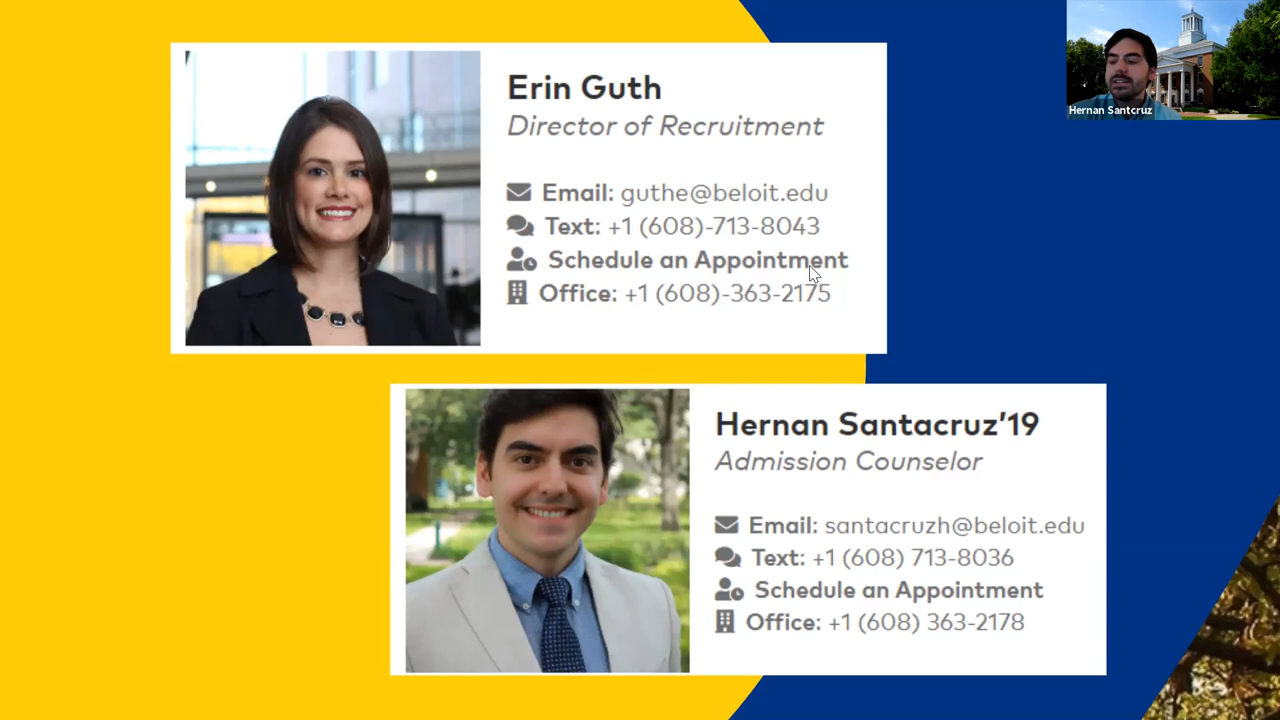 Erin Guth
Director of Recruitment
Email: guthe@beloit.edu
Text: +1 (608)-713-8043
Schedule an Appointment
Office: +1 (608)-363-2175
Hernan Santcruz
Hernan Santacruz'19
Admission Counselor
Email: santacruzh@beloit.edu
Text: +1 (608) 713-8036
Schedule an Appointment
Office: +1 (608) 363-2178